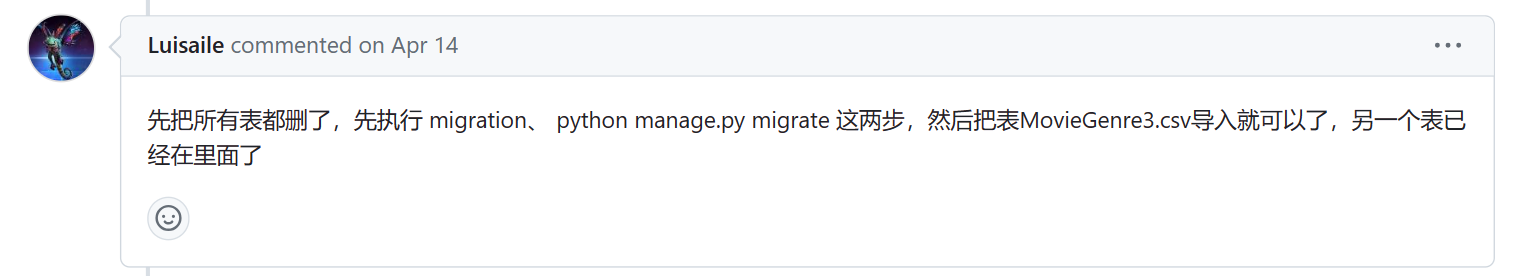 Luisaile commented on Apr 14
先把所有表都删了，先执行 migration、 python manage.py migrate 这两步，然后把表MovieGenre3.csv导入就可以了，另一个表已
经在里面了